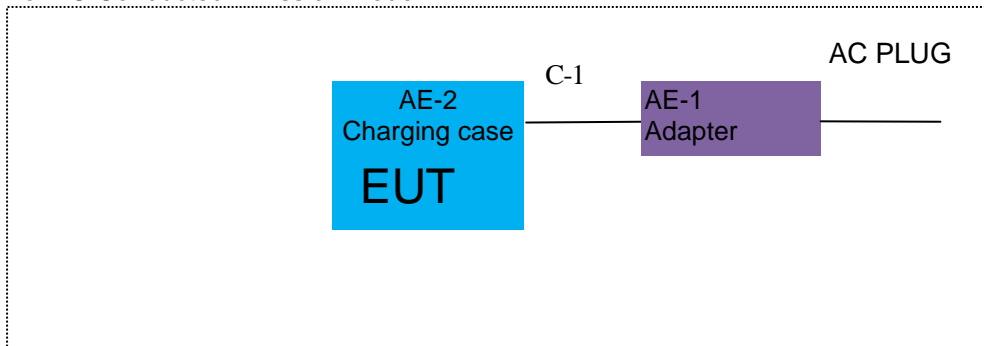 AC PLUG
C-1
AE-2
Charging case
EUT
AE-1
Adapter